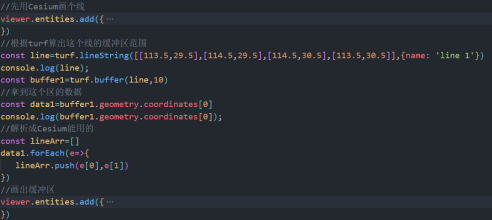 //先用Cesium画个线
viewer.entities.add({ ···
})
//根据turf算出这个线的缓冲区范围
const line=turf.lineString([[113.5,29.5],[114.5,29.5],[114.5,30.5],[113.5,30.5]],{name: 'line 1'})
console.log(line);
const buffer1=turf.buffer(line,10)
//拿到这个区的数据
const data1=buffer1.geometry.coordinates[0]
console.log(buffer1.geometry.coordinates[0]);
//解析成Cesium能用的
const lineArr=[]
data1.forEach(e=>{
lineArr.push(e[0],e[1])
})
//画出缓冲区
viewer.entities.add({ ···
})